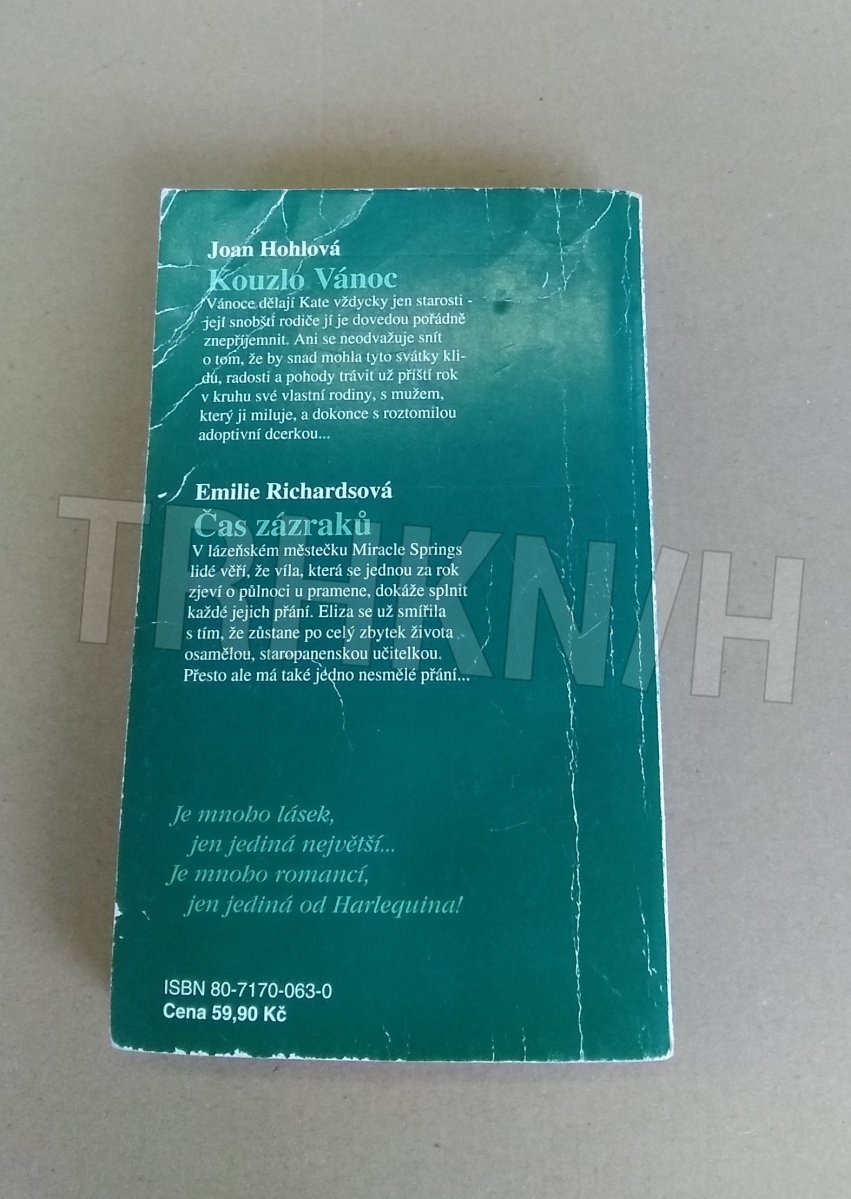 Joan Hohlová
Kouzlo Vánoc
Vánoce dělají Kate vždycky jen starosti -
její snobští rodiče jí je dovedou pořádně
znepříjemnit. Ani se neodvažuje snít
o tom, že by snad mohla tyto svátky kli-
du, radosti a pohody trávit už příští rok
v kruhu své vlastní rodiny, s mužem,
který ji miluje, a dokonce s roztomilou
adoptivní dcerkou...
Emilie Richardsová
Čas zázraků
V lázeňském městečku Miracle Springs
lidé věří, že víla, která se jednou za rok
zjeví o půlnoci u pramene, dokáže splnit
každé jejich přání. Eliza se už smířila
s tím, že zůstane po celý zbytek života
osamělou, staropanenskou učitelkou.
Přesto ale má také jedno nesmělé přání...
Je mnoho lásek,
jen jediná největší...
Je mnoho romancí,
jen jediná od Harlequina!
ISBN 80-7170-063-0
Cena 59,90 Kč